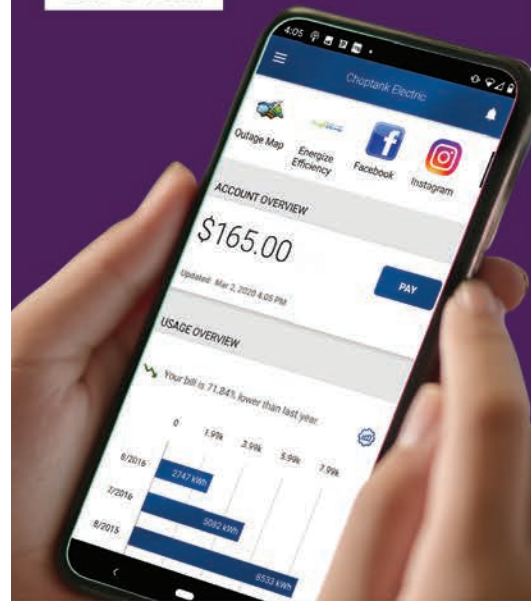 4:05
Choptank Electric
Outage Map
Energize
Efficiency
Facebook
Instagram
ACCOUNT OVERVIEW
$165.00
PAY
Updated: Mar 2, 2020 4:05 PM
USAGE OVERVIEW
Your bill is 71.84% lower than last year.
0 1.99k 3.99k 5.99k 7.99k
8/2016 2747 kWh
7/2016 5082 kWh
8/2015 8533 kWh